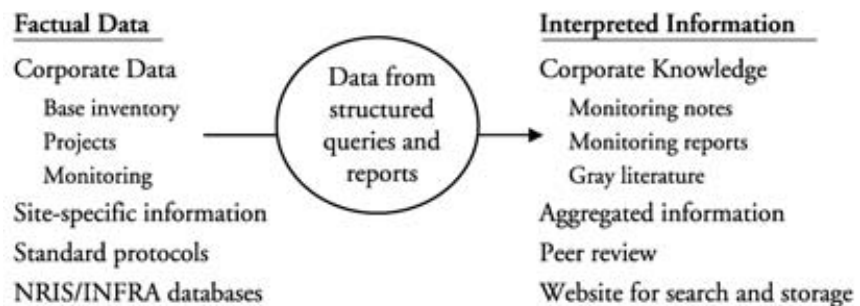 Factual Data
Corporate Data
Base inventory
Projects
Monitoring
Site-specific information
Standard protocols
NRIS/INFRA databases
Data from
structured
queries and
reports
Interpreted Information
Corporate Knowledge
Monitoring notes
Monitoring reports
Gray literature
Aggregated information
Peer review
Website for search and storage